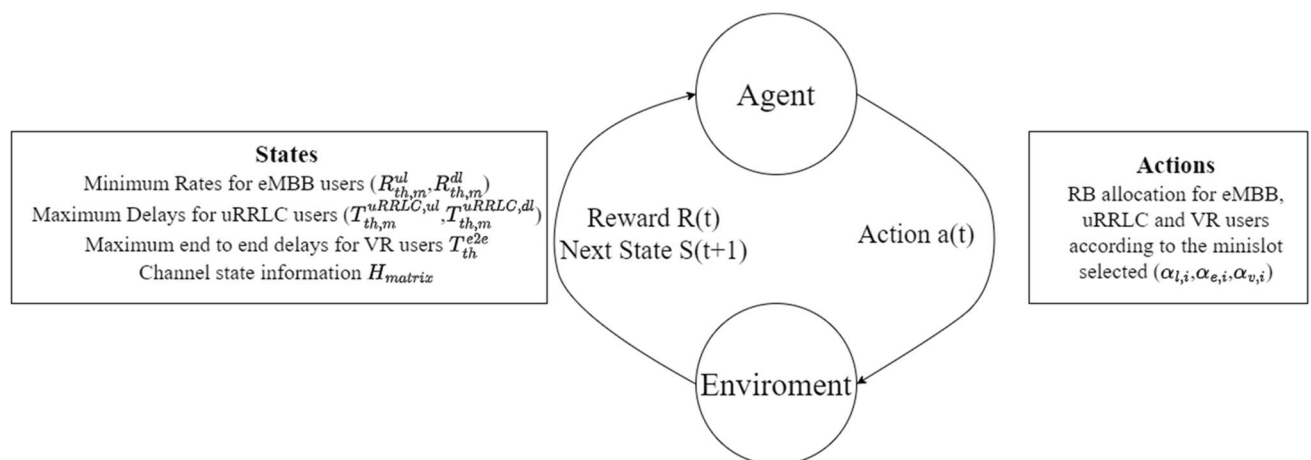 States
Minimum Rates for eMBB users (R^{ul}_{th,m},R^{dl}_{th,m})
Maximum Delays for uRRLC users (T^{uRRLC,ul}_{th,m},T^{uRRLC,dl}_{th,m})
Maximum end to end delays for VR users T^{e2e}_{th}
Channel state information H_{matrix}
Agent
Reward R(t)
Next State S(t+1)
Action a(t)
Enviroment
Actions
RB allocation for eMBB,
uRRLC and VR users
according to the minislot
selected (α_{l,i},α_{e,i},α_{v,i})